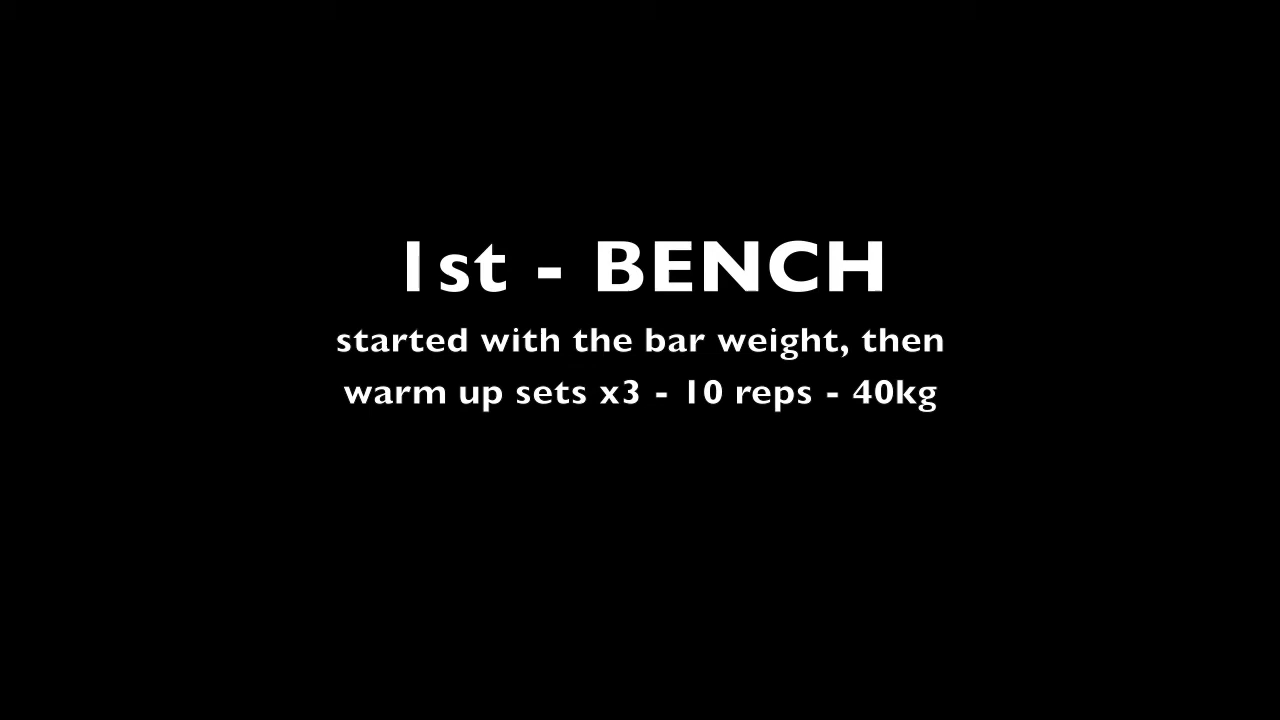 1st - BENCH
started with the bar weight, then
warm up sets x3 - 10 reps - 40kg